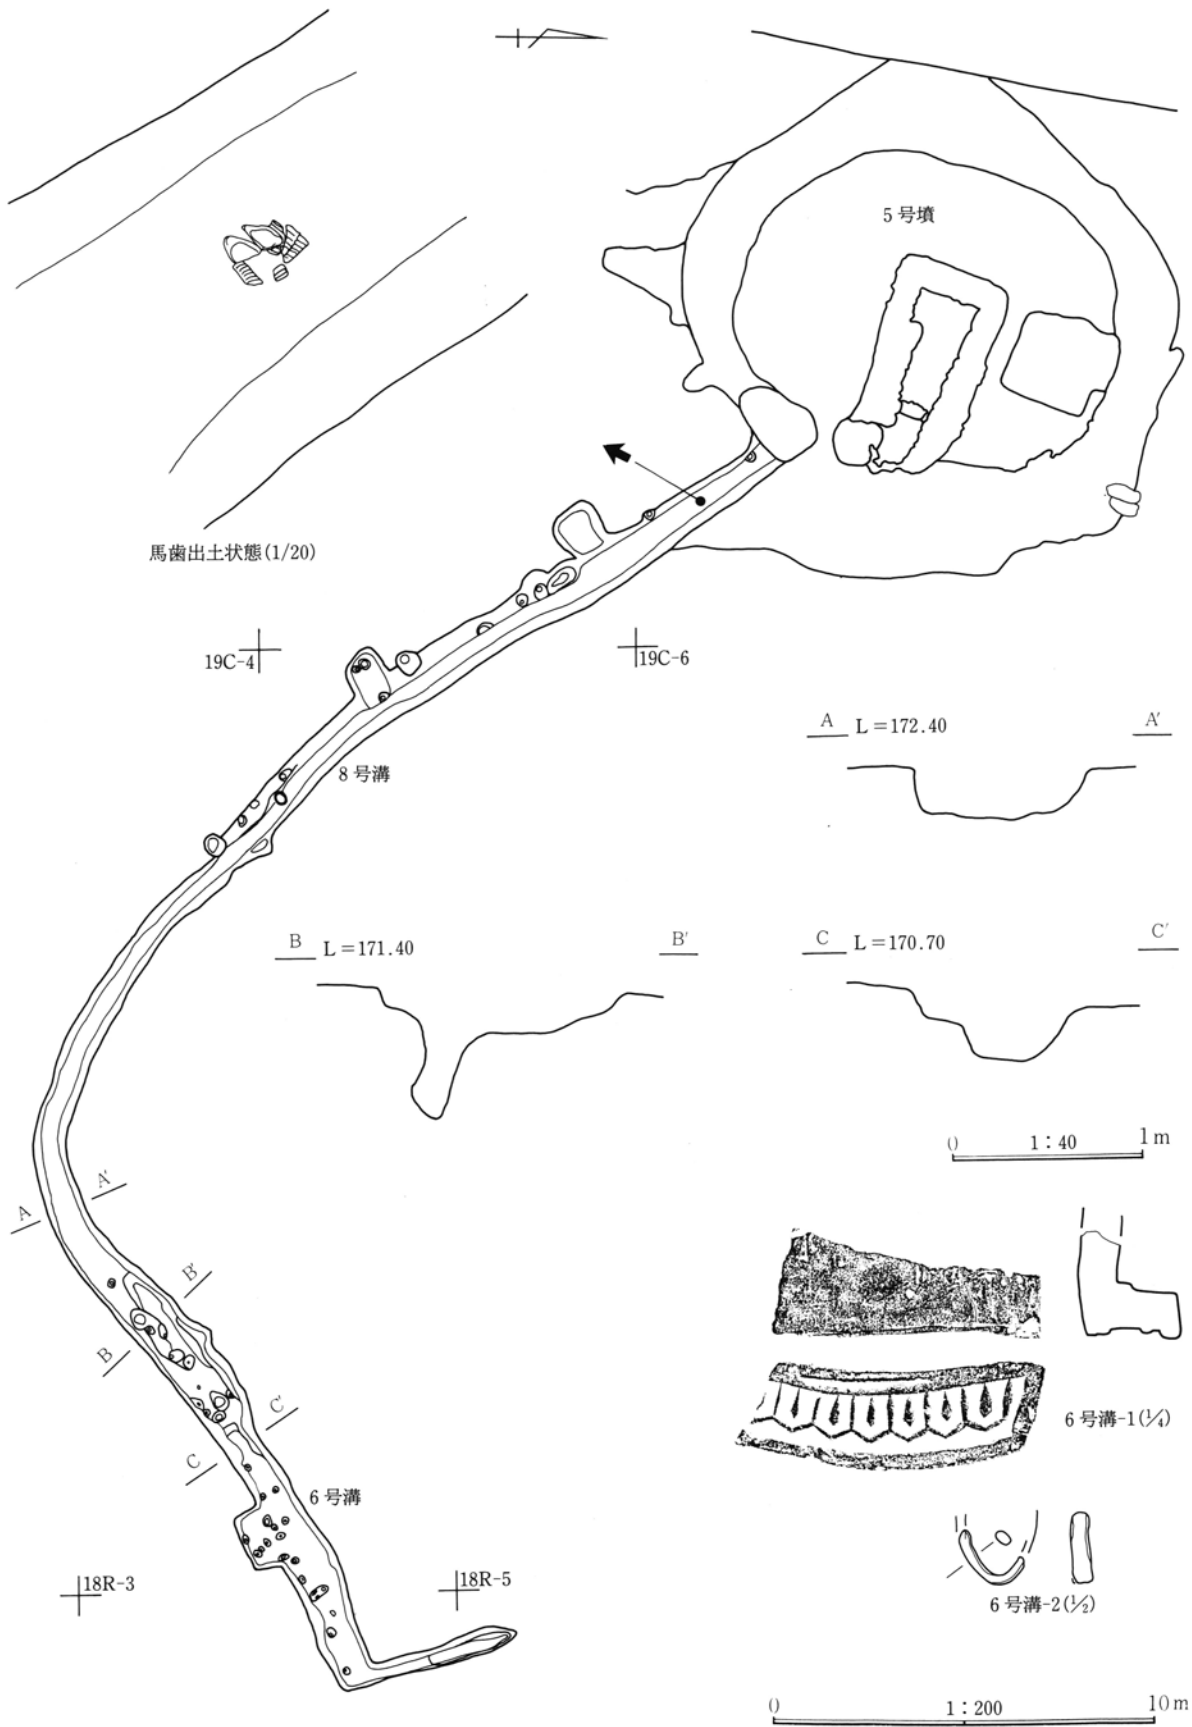 5号墳
馬歯出土状態(1/20)
19C-4
19C-6
A L=172.40 A′
8号溝
B L=171.40 B′
C L=170.70 C′
0 1:40 1m
A′
A
B′
B
C′
C
6号溝-1(1/4)
6号溝
18R-3
18R-5
6号溝-2(1/2)
0 1:200 10m